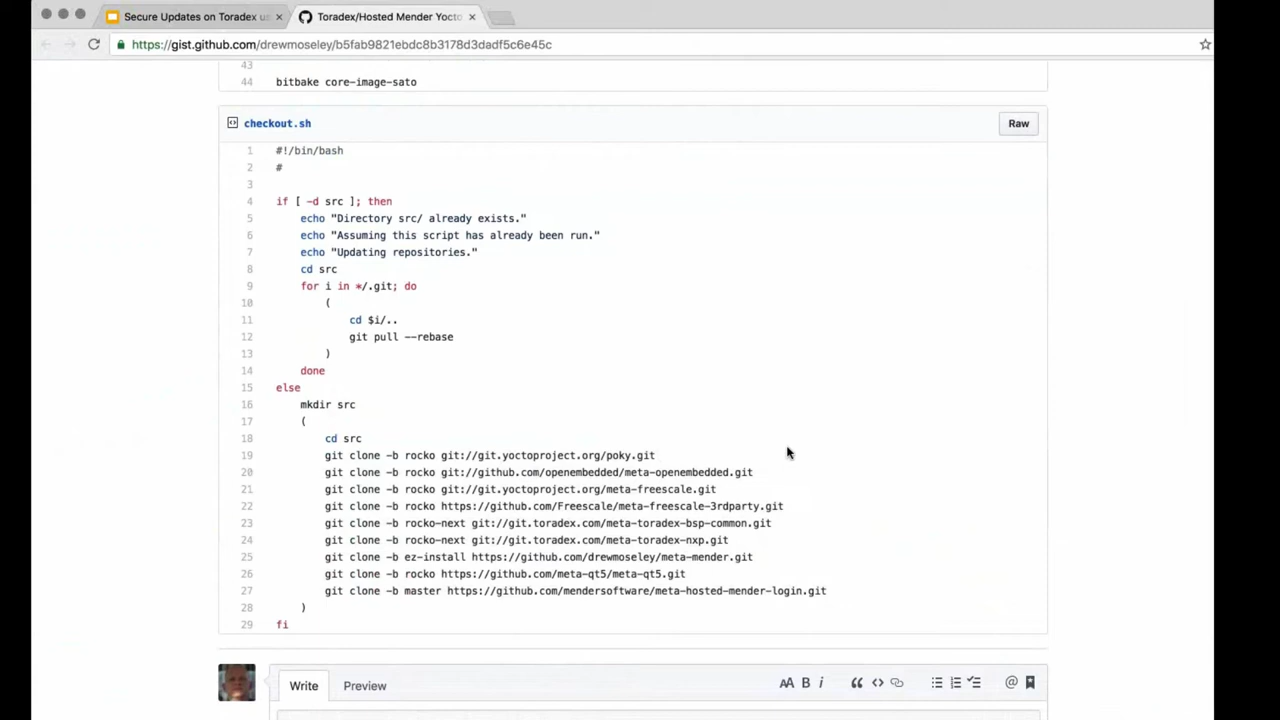 Secure Updates on Toradex us
Toradex/Hosted Mender Yocto
https://gist.github.com/drewmoseley/b5fab9821ebdc8b3178d3dadf5c6e45c
43
44 bitbake core-image-sato
checkout.sh
Raw
1 #!/bin/bash
2 #
3
4 if [ -d src ]; then
5 echo "Directory src/ already exists."
6 echo "Assuming this script has already been run."
7 echo "Updating repositories."
8 cd src
9 for i in */.git; do
10 (
11 cd $i/..
12 git pull --rebase
13 )
14 done
15 else
16 mkdir src
17 (
18 cd src
19 git clone -b rocko git://git.yoctoproject.org/poky.git
20 git clone -b rocko git://github.com/openembedded/meta-openembedded.git
21 git clone -b rocko git://git.yoctoproject.org/meta-freescale.git
22 git clone -b rocko https://github.com/Freescale/meta-freescale-3rdparty.git
23 git clone -b rocko-next git://git.toradex.com/meta-toradex-bsp-common.git
24 git clone -b rocko-next git://git.toradex.com/meta-toradex-nxp.git
25 git clone -b ez-install https://github.com/drewmoseley/meta-mender.git
26 git clone -b rocko https://github.com/meta-qt5/meta-qt5.git
27 git clone -b master https://github.com/mendersoftware/meta-hosted-mender-login.git
28 )
29 fi
Write Preview AA B i “ <> @